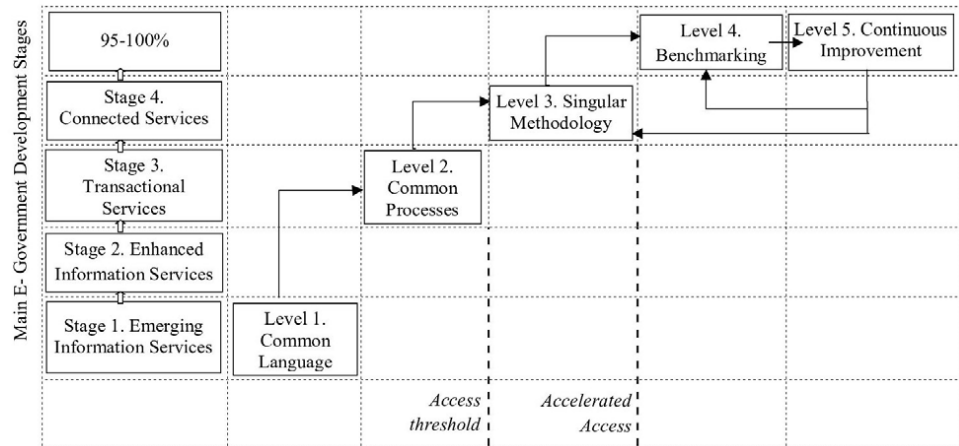 Main E- Government Development Stages
95-100%
Stage 4.
Connected Services
Stage 3.
Transactional
Services
Stage 2. Enhanced
Information Services
Stage 1. Emerging
Information Services
Level 1.
Common
Language
Level 2.
Common
Processes
Level 3. Singular
Methodology
Level 4.
Benchmarking
Level 5. Continuous
Improvement
Access
threshold
Accelerated
Access